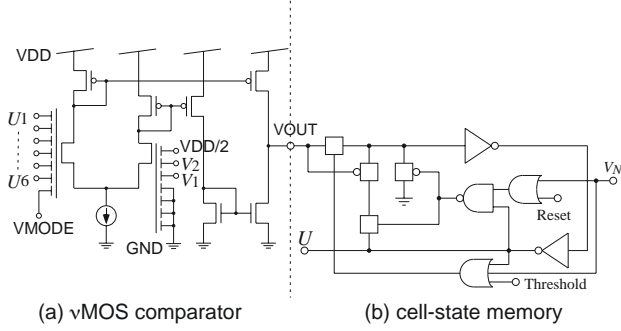 VDD
U1
U6
VMODE
VDD/2
V2
V1
GND
VOUT
VN
Reset
U
Threshold
(a) νMOS comparator
(b) cell-state memory